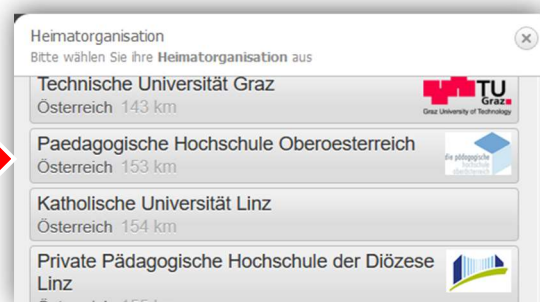 Heimatorganisation
Bitte wählen Sie ihre Heimatorganisation aus
Technische Universität Graz
Österreich 143 km
TU
Graz
Graz University of Technology
Paedagogische Hochschule Oberoesterreich
Österreich 153 km
die pädagogische
hochschule
oberösterreich
Katholische Universität Linz
Österreich 154 km
Private Pädagogische Hochschule der Diözese
Linz